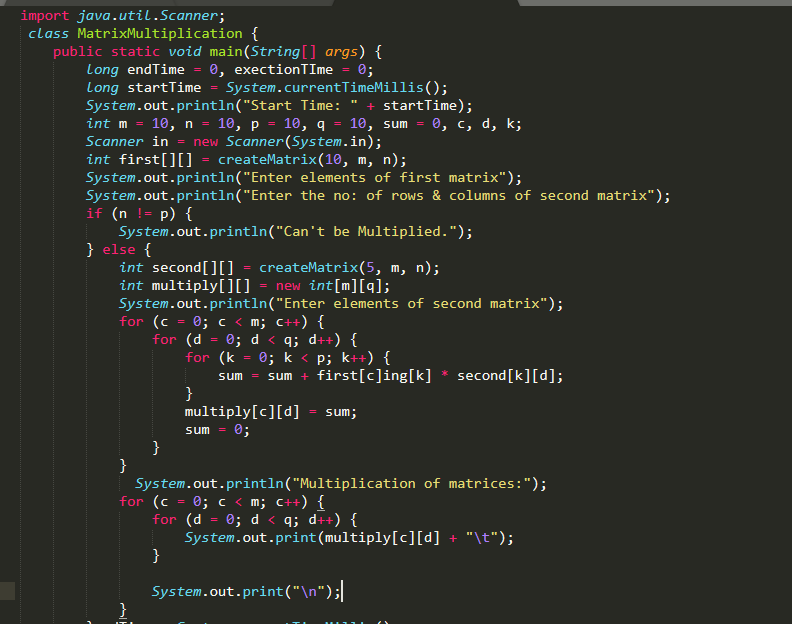 import java.util.Scanner;
class MatrixMultiplication {
public static void main(String[] args) {
long endTime = 0, exectionTIme = 0;
long startTime = System.currentTimeMillis();
System.out.println("Start Time: " + startTime);
int m = 10, n = 10, p = 10, q = 10, sum = 0, c, d, k;
Scanner in = new Scanner(System.in);
int first[][] = createMatrix(10, m, n);
System.out.println("Enter elements of first matrix");
System.out.println("Enter the no: of rows & columns of second matrix");
if (n != p) {
System.out.println("Can't be Multiplied.");
} else {
int second[][] = createMatrix(5, m, n);
int multiply[][] = new int[m][q];
System.out.println("Enter elements of second matrix");
for (c = 0; c < m; c++) {
for (d = 0; d < q; d++) {
for (k = 0; k < p; k++) {
sum = sum + first[c]ing[k] * second[k][d];
}
multiply[c][d] = sum;
sum = 0;
}
}
System.out.println("Multiplication of matrices:");
for (c = 0; c < m; c++) {
for (d = 0; d < q; d++) {
System.out.print(multiply[c][d] + "\t");
}
System.out.print("\n");
}